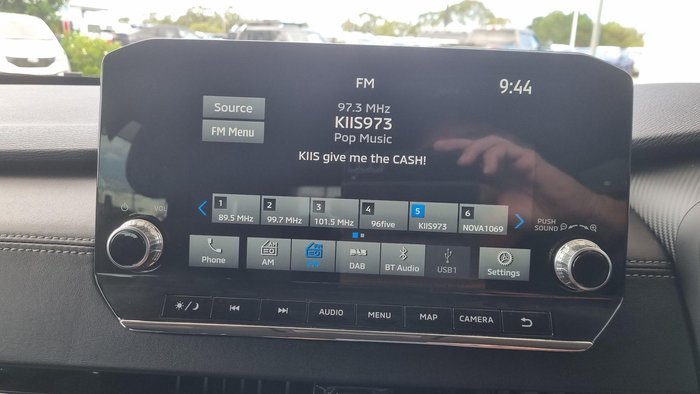 FM
9:44
Source
97.3 MHz
KIIS973
FM Menu
Pop Music
KIIS give me the CASH!
1
89.5 MHz
2
99.7 MHz
3
101.5 MHz
4
96five
5
KIIS973
6
NOVA1069
VOL
PUSH
SOUND
Phone
AM
DAB
BT Audio
USB1
Settings
AUDIO
MENU
MAP
CAMERA